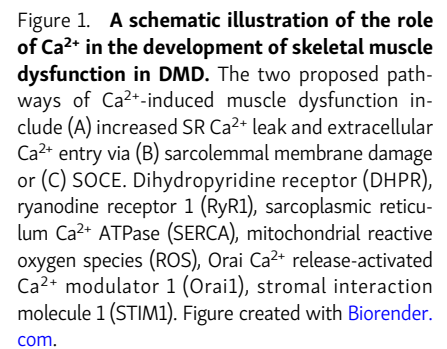 Figure 1. A schematic illustration of the role
of Ca²⁺ in the development of skeletal muscle
dysfunction in DMD. The two proposed path-
ways of Ca²⁺-induced muscle dysfunction in-
clude (A) increased SR Ca²⁺ leak and extracellular
Ca²⁺ entry via (B) sarcolemmal membrane damage
or (C) SOCE. Dihydropyridine receptor (DHPR),
ryanodine receptor 1 (RyR1), sarcoplasmic reticu-
lum Ca²⁺ ATPase (SERCA), mitochondrial reactive
oxygen species (ROS), Orai Ca²⁺ release-activated
Ca²⁺ modulator 1 (Orai1), stromal interaction
molecule 1 (STIM1). Figure created with Biorender.
com.